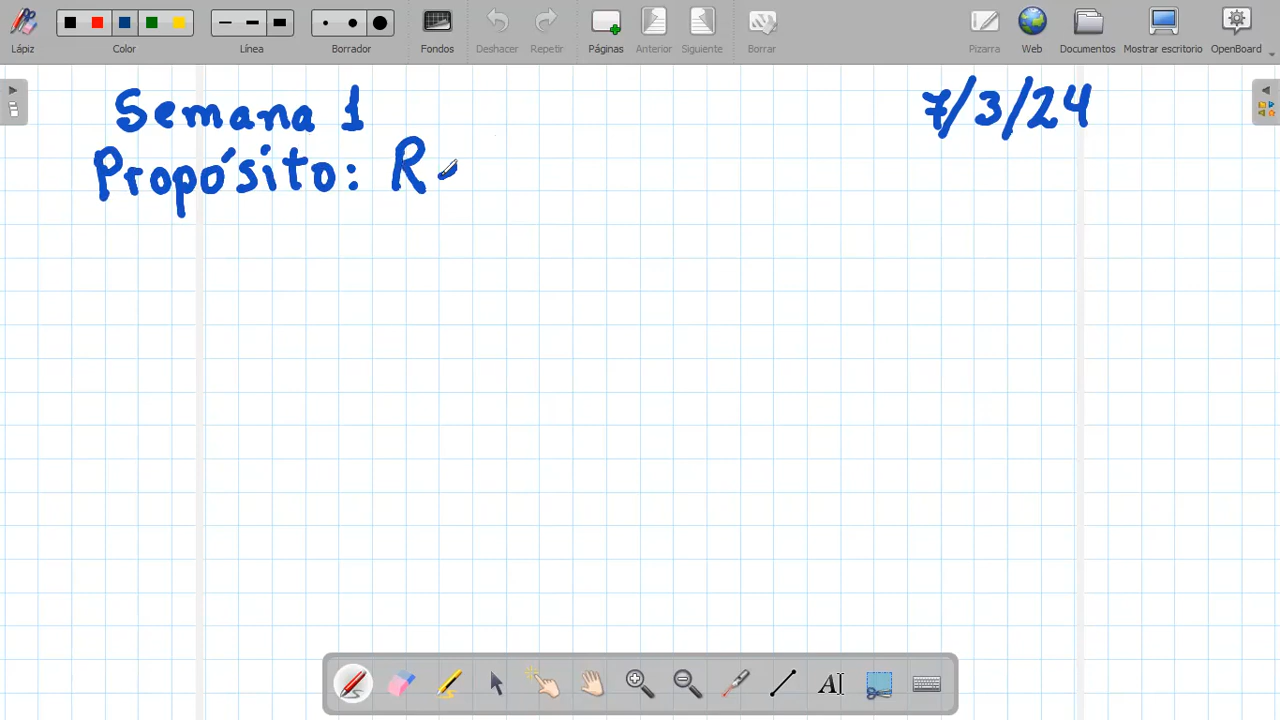 Lápiz Color Línea Borrador Fondos Deshacer Repetir Páginas Anterior Siguiente Borrar Pizarra Web Documentos Mostrar escritorio OpenBoard
Semana 1 7/3/24
Propósito: R